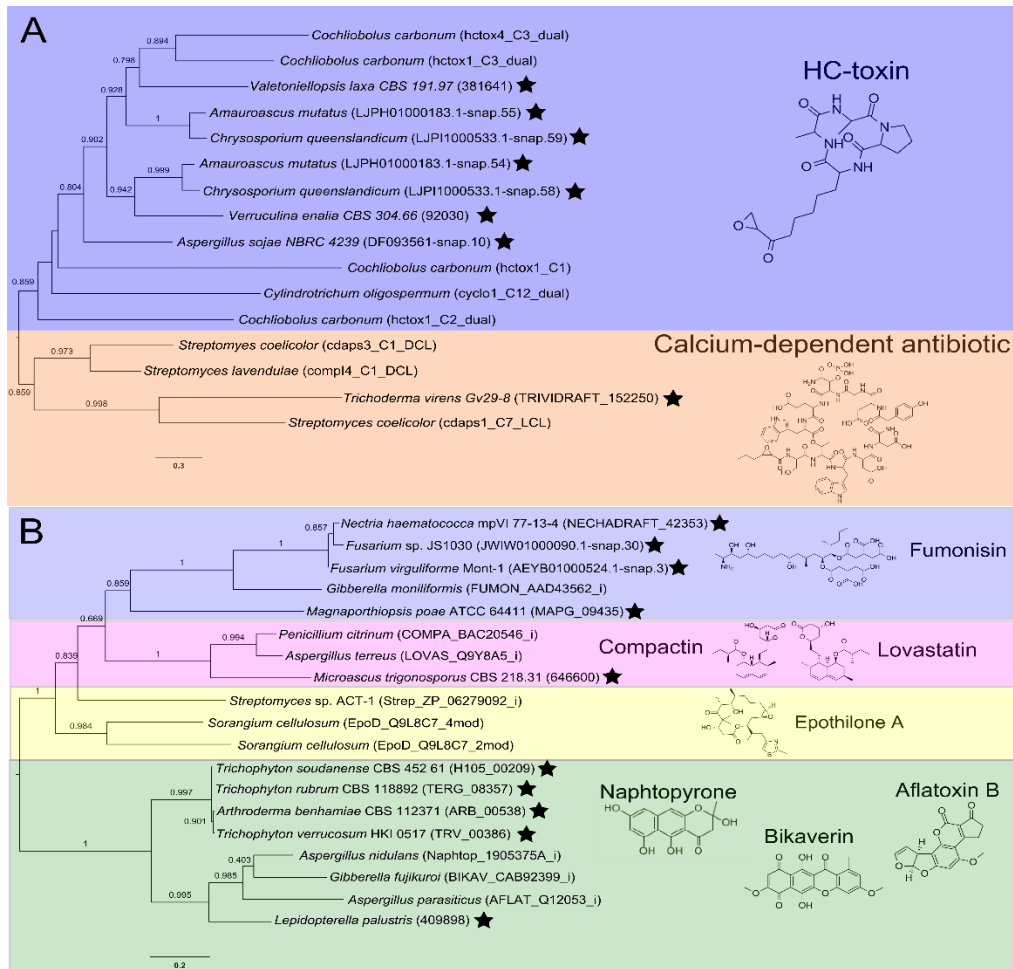 A
0.894
Cochliobolus carbonum (hctox4_C3_dual)
0.798
Cochliobolus carbonum (hctox1_C3_dual)
HC-toxin
0.928
Valetoniellopsis laxa CBS 191.97 (381641)
Amauroascus mutatus (LJPH01000183.1-snap.55)
1
Chrysosporium queenslandicum (LJPI1000533.1-snap.59)
0.902
Amauroascus mutatus (LJPH01000183.1-snap.54)
0.999
Chrysosporium queenslandicum (LJPI1000533.1-snap.58)
0.804
0.942
Verruculina enalia CBS 304.66 (92030)
Aspergillus sojae NBRC 4239 (DF093561-snap.10)
Cochliobolus carbonum (hctox1_C1)
0.859
Cylindrotrichum oligospermum (cyclo1_C12_dual)
Cochliobolus carbonum (hctox1_C2_dual)
Streptomyes coelicolor (cdaps3_C1_DCL)
Calcium-dependent antibiotic
0.973
Streptomyces lavendulae (compl4_C1_DCL)
0.859
Trichoderma virens Gv29-8 (TRIVIDRAFT_152250)
0.998
Streptomyces coelicolor (cdaps1_C7_LCL)
0.3
B
Nectria haematococca mpVI 77-13-4 (NECHADRAFT_42353)
0.857
Fusarium sp. JS1030 (JWIW01000090.1-snap.30)
Fumonisin
1
Fusarium virguliforme Mont-1 (AEYB01000524.1-snap.3)
0.859
Gibberella moniliformis (FUMON_AAD43562_i)
Magnaporthiopsis poae ATCC 64411 (MAPG_09435)
0.669
Penicillium citrinum (COMPA_BAC20546_i)
0.994
Compactin
Lovastatin
1
Aspergillus terreus (LOVAS_Q9Y8A5_i)
0.839
Microascus trigonosporus CBS 218.31 (646600)
1
Streptomyces sp. ACT-1 (Strep_ZP_06279092_i)
Epothilone A
0.984
Sorangium cellulosum (EpoD_Q9L8C7_4mod)
Sorangium cellulosum (EpoD_Q9L8C7_2mod)
Trichophyton soudanense CBS 452 61 (H105_00209)
0.997
Trichophyton rubrum CBS 118892 (TERG_08357)
Naphtopyrone
Aflatoxin B
0.901
Arthroderma benhamiae CBS 112371 (ARB_00538)
Trichophyton verrucosum HKI 0517 (TRV_00386)
Bikaverin
1
Aspergillus nidulans (Naphtop_1905375A_i)
0.403
0.985
Gibberella fujikuroi (BIKAV_CAB92399_i)
0.995
Aspergillus parasiticus (AFLAT_Q12053_i)
Lepidopterella palustris (409898)
0.2